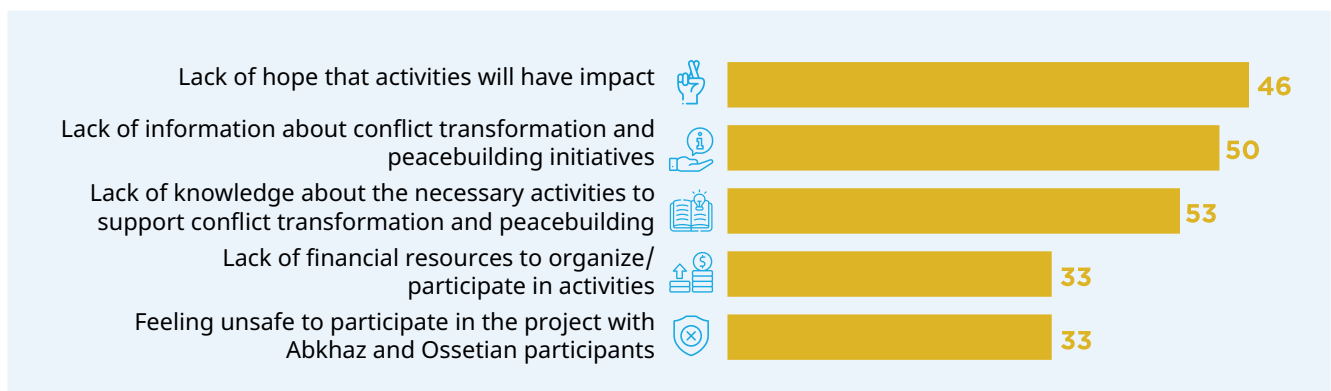 Lack of hope that activities will have impact
46
Lack of information about conflict transformation and
peacebuilding initiatives
50
Lack of knowledge about the necessary activities to
support conflict transformation and peacebuilding
53
Lack of financial resources to organize/
participate in activities
33
Feeling unsafe to participate in the project with
Abkhaz and Ossetian participants
33